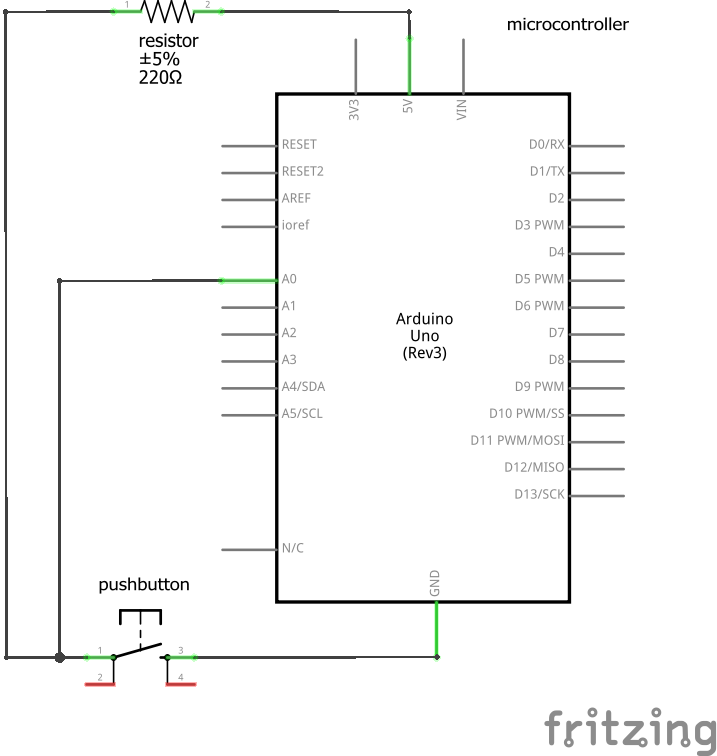 1
2
resistor
±5%
220Ω
microcontroller
3V3
5V
VIN
RESET
RESET2
AREF
ioref
A0
A1
A2
A3
A4/SDA
A5/SCL
N/C
Arduino
Uno
(Rev3)
D0/RX
D1/TX
D2
D3 PWM
D4
D5 PWM
D6 PWM
D7
D8
D9 PWM
D10 PWM/SS
D11 PWM/MOSI
D12/MISO
D13/SCK
GND
pushbutton
1
3
2
4
fritzing